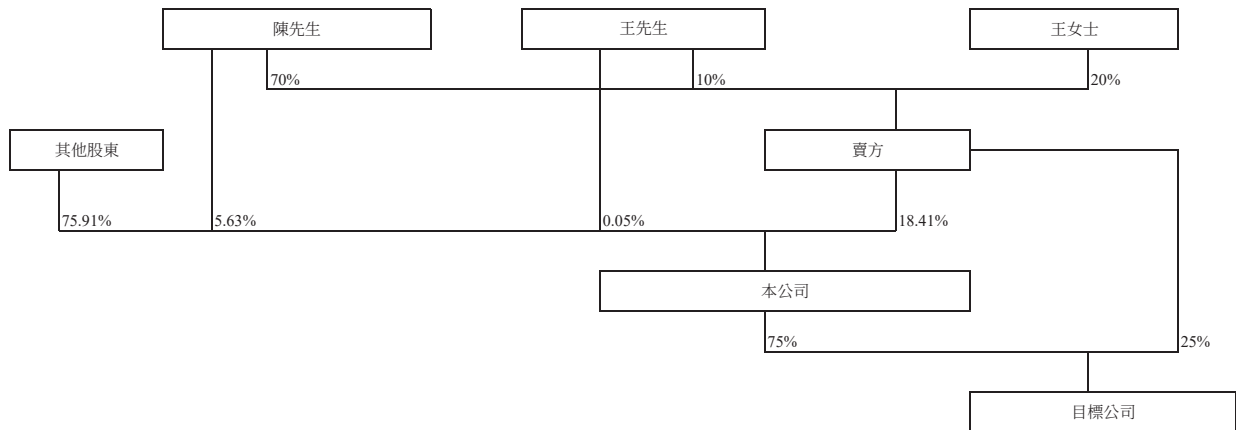 陳先生
王先生
王女士
70%
10%
20%
其他股東
賣方
75.91%
5.63%
0.05%
18.41%
本公司
75%
25%
目標公司